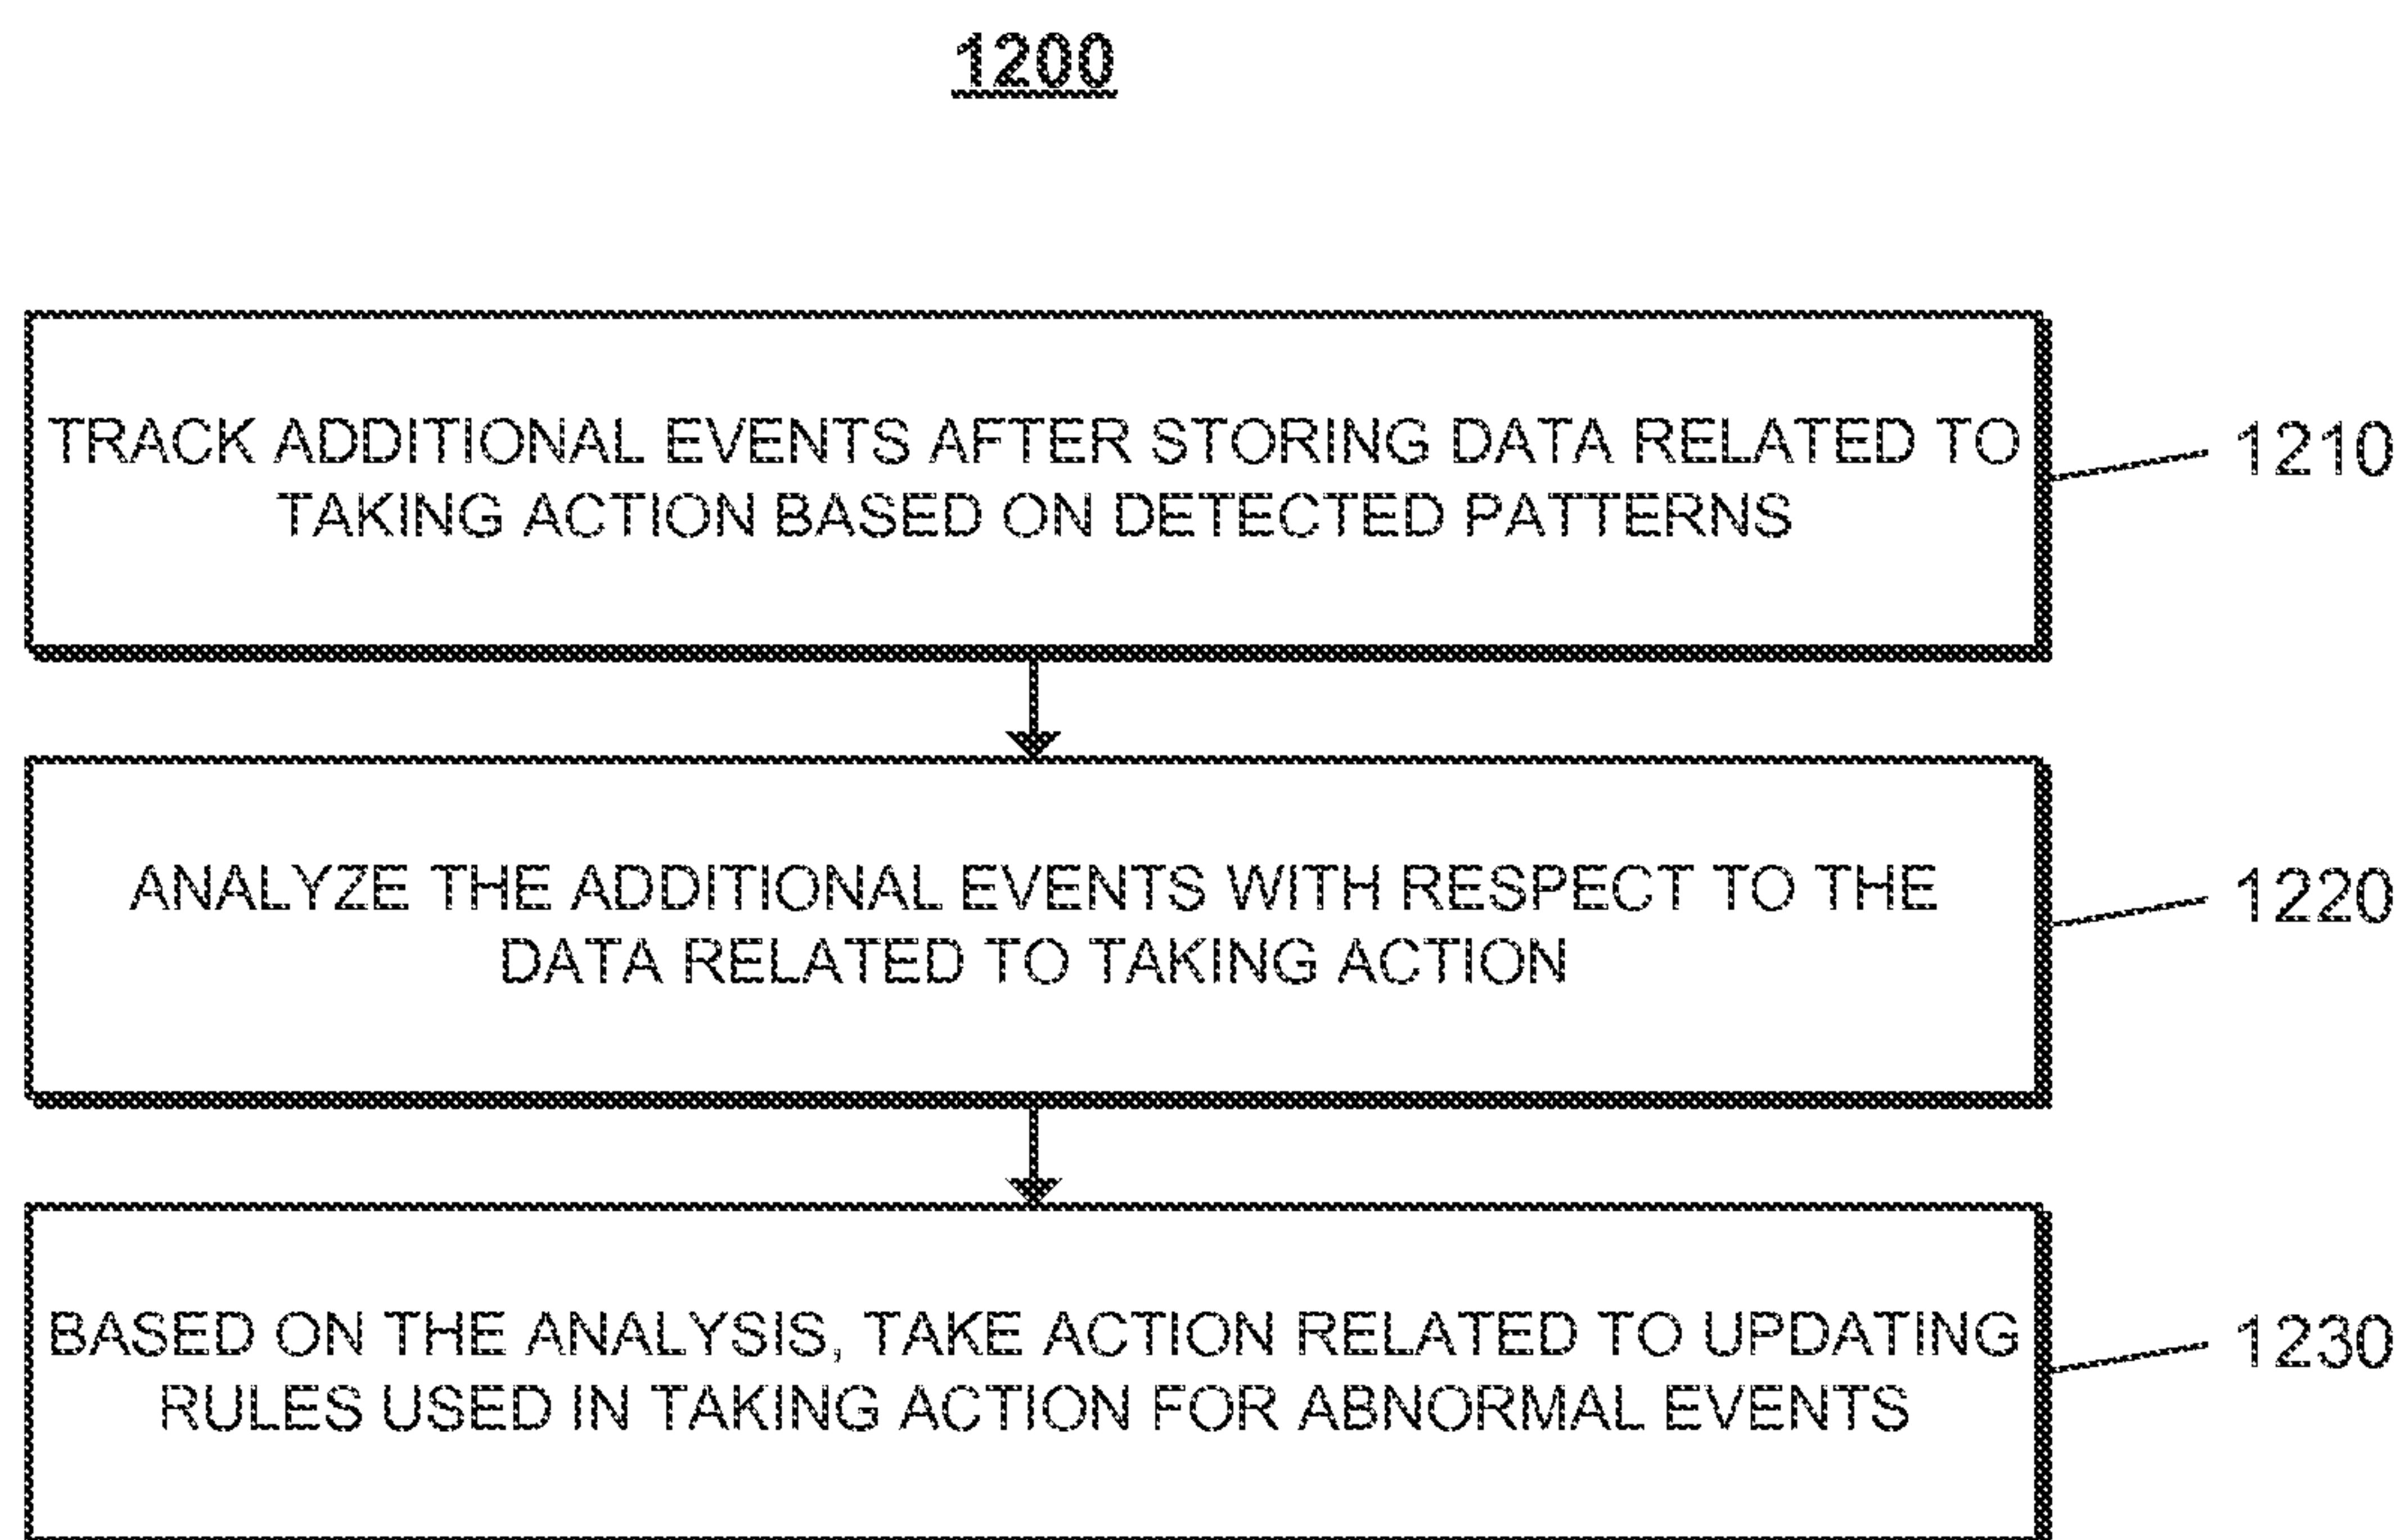 1200
TRACK ADDITIONAL EVENTS AFTER STORING DATA RELATED TO
TAKING ACTION BASED ON DETECTED PATTERNS
1210
ANALYZE THE ADDITIONAL EVENTS WITH RESPECT TO THE
DATA RELATED TO TAKING ACTION
1220
BASED ON THE ANALYSIS, TAKE ACTION RELATED TO UPDATING
RULES USED IN TAKING ACTION FOR ABNORMAL EVENTS
1230